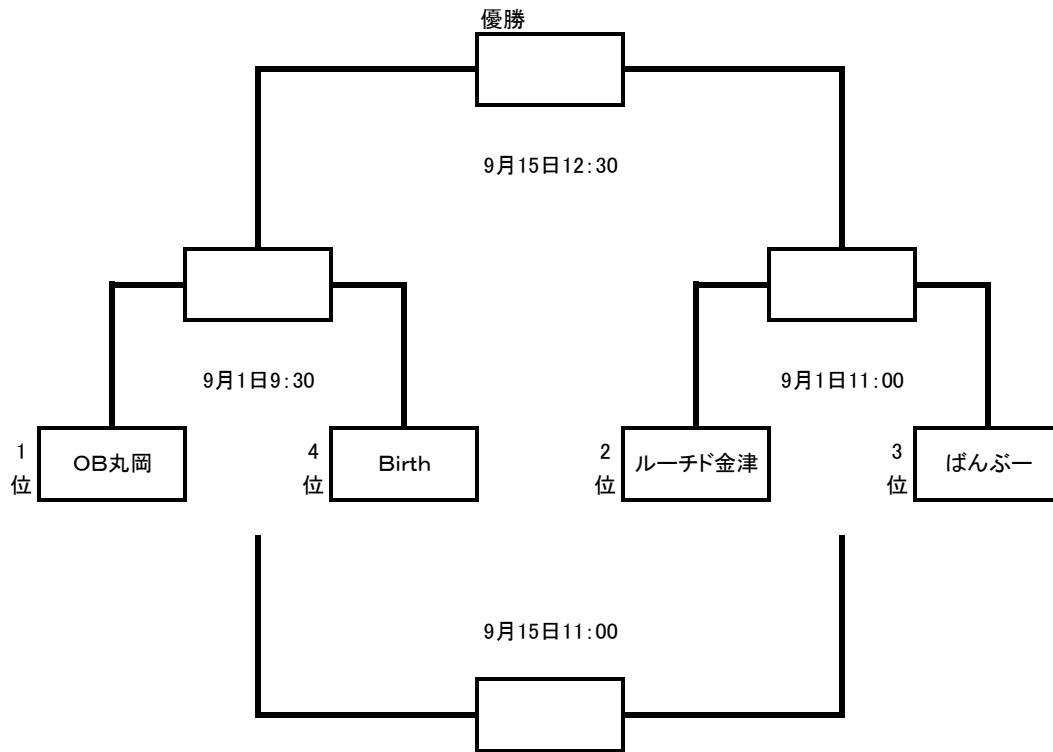 優勝
9月15日12:30
9月1日9:30
9月1日11:00
1位
OB丸岡
4位
Birth
2位
ルーチド金津
3位
ばんぶー
9月15日11:00